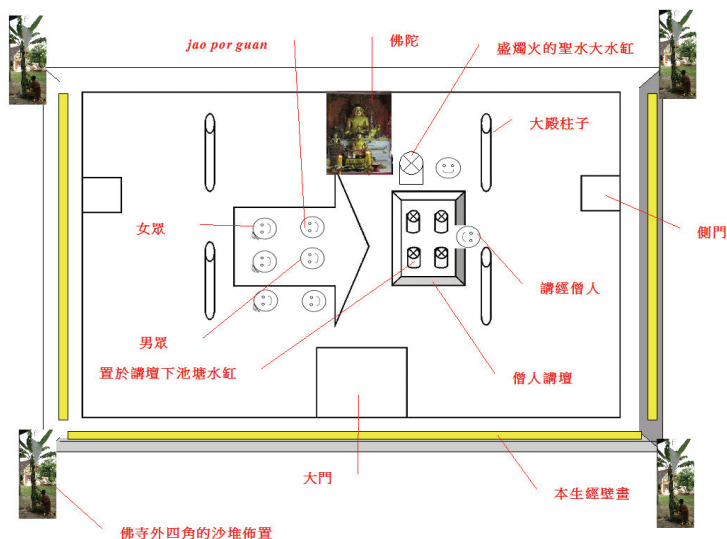 jao por guan
佛陀
盛燭火的聖水大水缸
大殿柱子
女眾
側門
講經僧人
男眾
置於講壇下池塘水缸
僧人講壇
大門
本生經壁畫
佛寺外四角的沙堆佈置